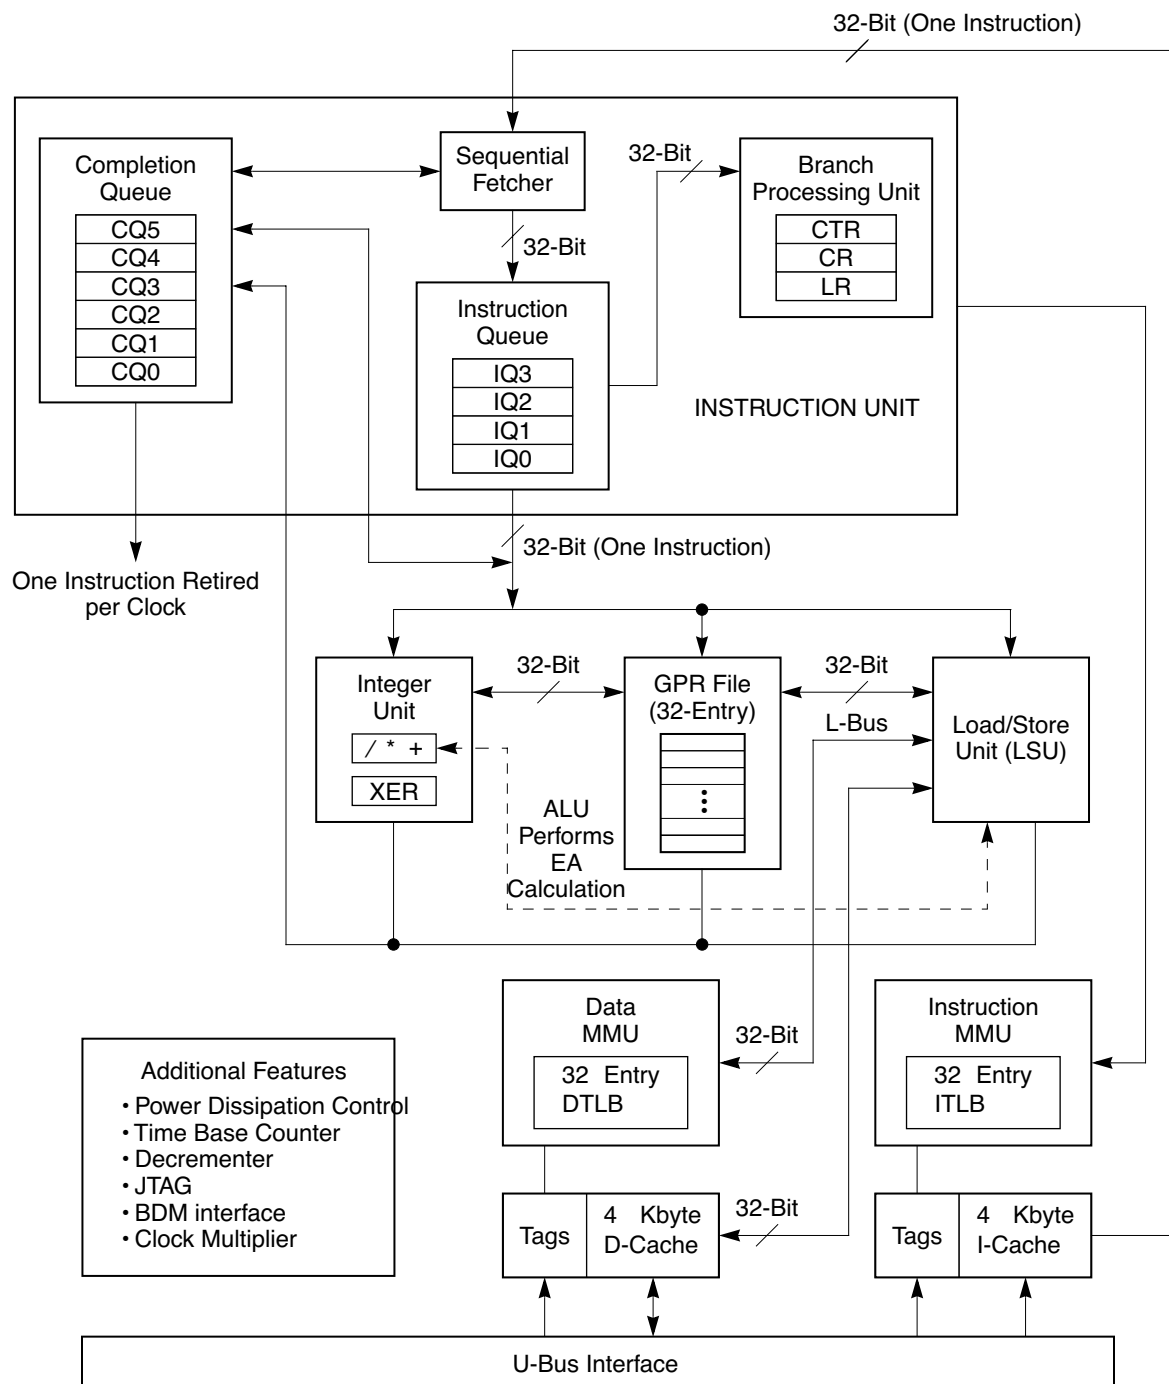 32-Bit (One Instruction)
Completion
Queue
CQ5
CQ4
CQ3
CQ2
CQ1
CQ0
Sequential
Fetcher
32-Bit
32-Bit
Branch
Processing Unit
CTR
CR
LR
Instruction
Queue
IQ3
IQ2
IQ1
IQ0
INSTRUCTION UNIT
One Instruction Retired
per Clock
32-Bit (One Instruction)
Integer
Unit
/ * +
XER
32-Bit
GPR File
(32-Entry)
32-Bit
L-Bus
Load/Store
Unit (LSU)
ALU
Performs
EA
Calculation
Data
MMU
32 Entry
DTLB
32-Bit
Instruction
MMU
32 Entry
ITLB
Additional Features
• Power Dissipation Control
• Time Base Counter
• Decrementer
• JTAG
• BDM interface
• Clock Multiplier
Tags
4 Kbyte
D-Cache
32-Bit
Tags
4 Kbyte
I-Cache
U-Bus Interface